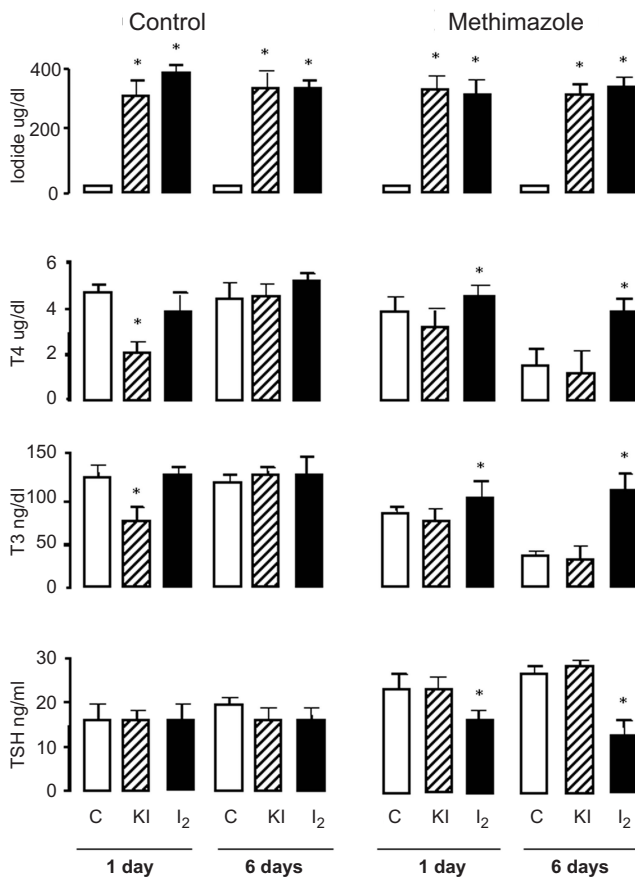 Control Methimazole
* * * * * * * *
400
200
0
Iodide ug/dl
* * *
6
4
2
0
T4 ug/dl
* * *
150
100
50
0
T3 ng/dl
* *
30
20
10
0
TSH ng/ml
C KI I₂ C KI I₂ C KI I₂ C KI I₂
1 day 6 days 1 day 6 days